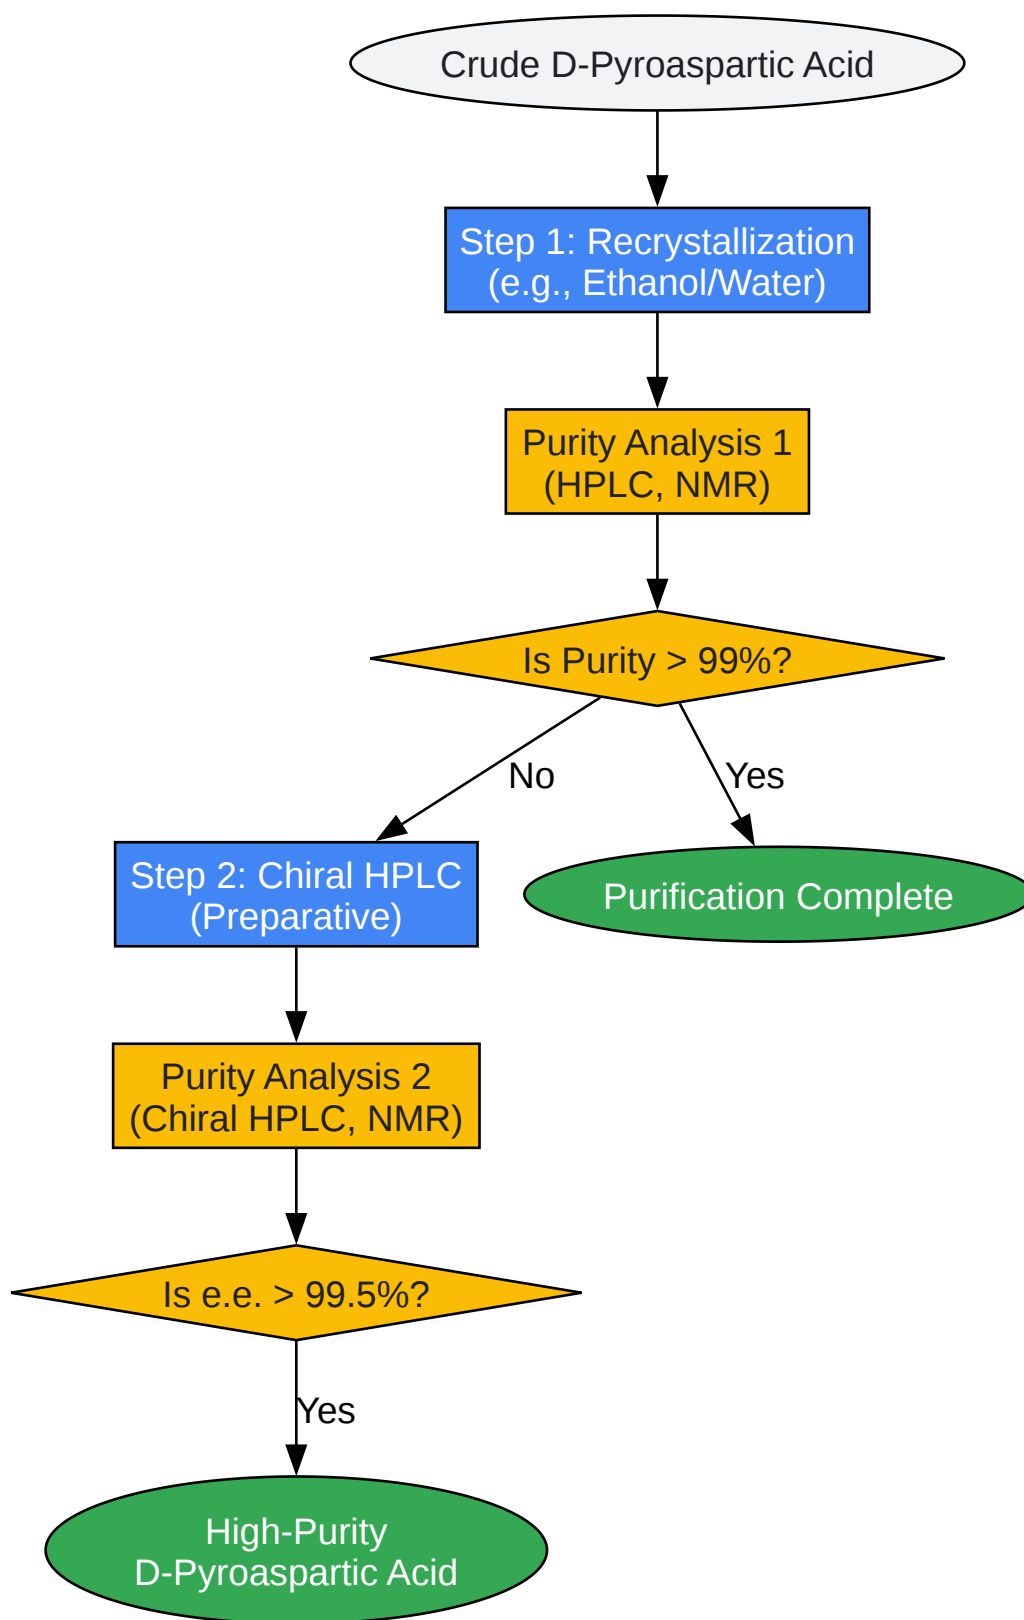 Crude D-Pyroaspartic Acid
Step 1: Recrystallization
(e.g., Ethanol/Water)
Purity Analysis 1
(HPLC, NMR)
Is Purity > 99%?
No
Yes
Step 2: Chiral HPLC
(Preparative)
Purification Complete
Purity Analysis 2
(Chiral HPLC, NMR)
Is e.e. > 99.5%?
Yes
High-Purity
D-Pyroaspartic Acid